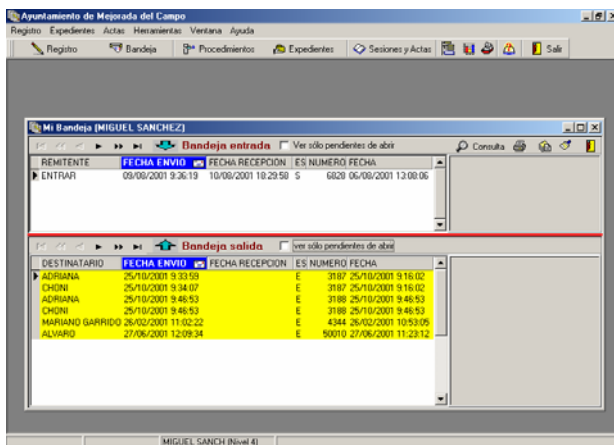 Ayuntamiento de Mejorada del Campo
Registro Expedientes Actas Herramientas Ventana Ayuda
Registro Bandeja Procedimientos Expedientes Sesiones y Actas Salir
Mi Bandeja (MIGUEL SANCHEZ)
Bandeja entrada Ver sólo pendientes de abrir Consulta
REMITENTE FECHA ENVIO FECHA RECEPCION ES NUMERO FECHA
ENTRAR 09/08/2001 9:36:19 10/08/2001 18:29:58 S 6828 06/08/2001 13:08:06
Bandeja salida ver sólo pendientes de abrir
DESTINATARIO FECHA ENVIO FECHA RECEPCION ES NUMERO FECHA
ADRIANA 25/10/2001 9:33:59 E 3187 25/10/2001 9:16:02
CHONI 25/10/2001 9:34:07 E 3187 25/10/2001 9:16:02
ADRIANA 25/10/2001 9:46:53 E 3188 25/10/2001 9:46:53
CHONI 25/10/2001 9:46:53 E 3188 25/10/2001 9:46:53
MARIANO GARRIDO 26/02/2001 11:02:22 E 4344 26/02/2001 10:53:05
ALVARO 27/06/2001 12:09:34 E 50010 27/06/2001 11:23:12
MIGUEL SANCH (Nivel 4)